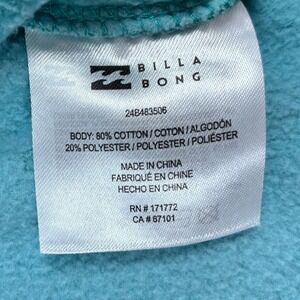 BILLA
BONG
24B483506
BODY: 80% COTTON / COTON / ALGODÓN
20% POLYESTER / POLYESTER / POLIÉSTER
MADE IN CHINA
FABRIQUÉ EN CHINE
HECHO EN CHINA
RN # 171772
CA # 67101